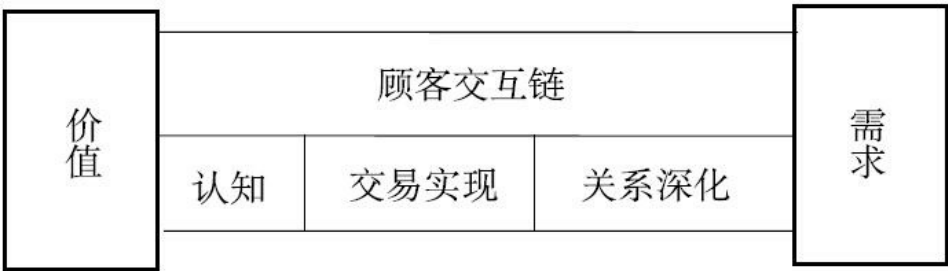 价值
顾客交互链
认知
交易实现
关系深化
需求